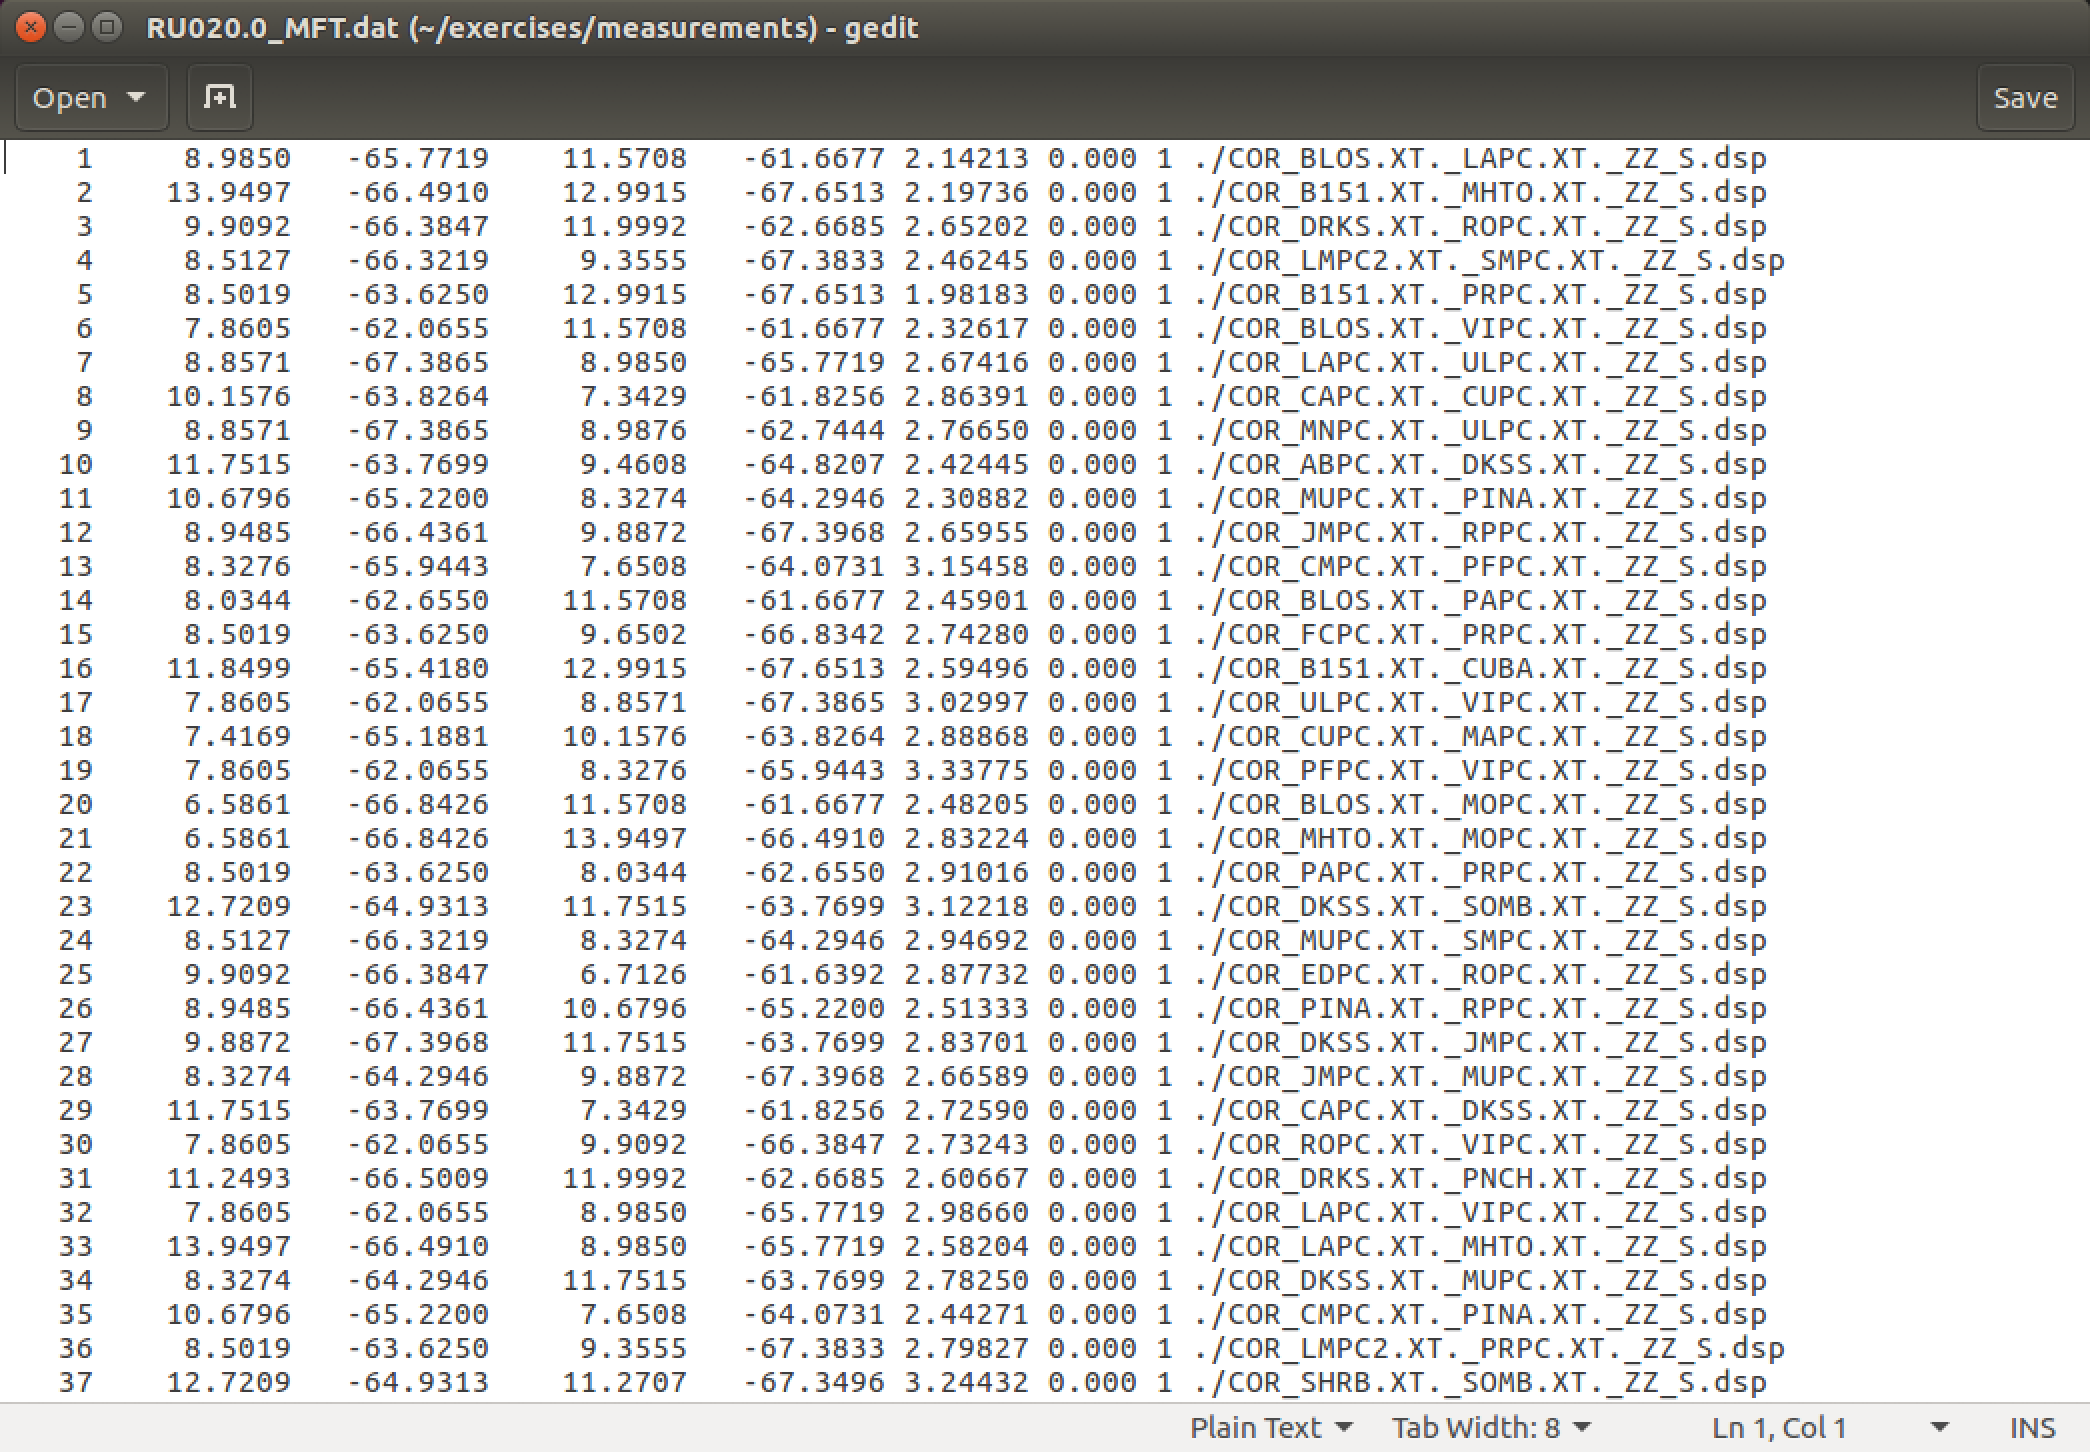 RU020.0_MFT.dat (~/exercises/measurements) - gedit
Open Save
1 8.9850 -65.7719 11.5708 -61.6677 2.14213 0.000 1 ./COR_BLOS.XT._LAPC.XT._ZZ_S.dsp
2 13.9497 -66.4910 12.9915 -67.6513 2.19736 0.000 1 ./COR_B151.XT._MHTO.XT._ZZ_S.dsp
3 9.9092 -66.3847 11.9992 -62.6685 2.65202 0.000 1 ./COR_DRKS.XT._ROPC.XT._ZZ_S.dsp
4 8.5127 -66.3219 9.3555 -67.3833 2.46245 0.000 1 ./COR_LMPC2.XT._SMPC.XT._ZZ_S.dsp
5 8.5019 -63.6250 12.9915 -67.6513 1.98183 0.000 1 ./COR_B151.XT._PRPC.XT._ZZ_S.dsp
6 7.8605 -62.0655 11.5708 -61.6677 2.32617 0.000 1 ./COR_BLOS.XT._VIPC.XT._ZZ_S.dsp
7 8.8571 -67.3865 8.9850 -65.7719 2.67416 0.000 1 ./COR_LAPC.XT._ULPC.XT._ZZ_S.dsp
8 10.1576 -63.8264 7.3429 -61.8256 2.86391 0.000 1 ./COR_CAPC.XT._CUPC.XT._ZZ_S.dsp
9 8.8571 -67.3865 8.9876 -62.7444 2.76650 0.000 1 ./COR_MNPC.XT._ULPC.XT._ZZ_S.dsp
10 11.7515 -63.7699 9.4608 -64.8207 2.42445 0.000 1 ./COR_ABPC.XT._DKSS.XT._ZZ_S.dsp
11 10.6796 -65.2200 8.3274 -64.2946 2.30882 0.000 1 ./COR_MUPC.XT._PINA.XT._ZZ_S.dsp
12 8.9485 -66.4361 9.8872 -67.3968 2.65955 0.000 1 ./COR_JMPC.XT._RPPC.XT._ZZ_S.dsp
13 8.3276 -65.9443 7.6508 -64.0731 3.15458 0.000 1 ./COR_CMPC.XT._PFPC.XT._ZZ_S.dsp
14 8.0344 -62.6550 11.5708 -61.6677 2.45901 0.000 1 ./COR_BLOS.XT._PAPC.XT._ZZ_S.dsp
15 8.5019 -63.6250 9.6502 -66.8342 2.74280 0.000 1 ./COR_FCPC.XT._PRPC.XT._ZZ_S.dsp
16 11.8499 -65.4180 12.9915 -67.6513 2.59496 0.000 1 ./COR_B151.XT._CUBA.XT._ZZ_S.dsp
17 7.8605 -62.0655 8.8571 -67.3865 3.02997 0.000 1 ./COR_ULPC.XT._VIPC.XT._ZZ_S.dsp
18 7.4169 -65.1881 10.1576 -63.8264 2.88868 0.000 1 ./COR_CUPC.XT._MAPC.XT._ZZ_S.dsp
19 7.8605 -62.0655 8.3276 -65.9443 3.33775 0.000 1 ./COR_PFPC.XT._VIPC.XT._ZZ_S.dsp
20 6.5861 -66.8426 11.5708 -61.6677 2.48205 0.000 1 ./COR_BLOS.XT._MOPC.XT._ZZ_S.dsp
21 6.5861 -66.8426 13.9497 -66.4910 2.83224 0.000 1 ./COR_MHTO.XT._MOPC.XT._ZZ_S.dsp
22 8.5019 -63.6250 8.0344 -62.6550 2.91016 0.000 1 ./COR_PAPC.XT._PRPC.XT._ZZ_S.dsp
23 12.7209 -64.9313 11.7515 -63.7699 3.12218 0.000 1 ./COR_DKSS.XT._SOMB.XT._ZZ_S.dsp
24 8.5127 -66.3219 8.3274 -64.2946 2.94692 0.000 1 ./COR_MUPC.XT._SMPC.XT._ZZ_S.dsp
25 9.9092 -66.3847 6.7126 -61.6392 2.87732 0.000 1 ./COR_EDPC.XT._ROPC.XT._ZZ_S.dsp
26 8.9485 -66.4361 10.6796 -65.2200 2.51333 0.000 1 ./COR_PINA.XT._RPPC.XT._ZZ_S.dsp
27 9.8872 -67.3968 11.7515 -63.7699 2.83701 0.000 1 ./COR_DKSS.XT._JMPC.XT._ZZ_S.dsp
28 8.3274 -64.2946 9.8872 -67.3968 2.66589 0.000 1 ./COR_JMPC.XT._MUPC.XT._ZZ_S.dsp
29 11.7515 -63.7699 7.3429 -61.8256 2.72590 0.000 1 ./COR_CAPC.XT._DKSS.XT._ZZ_S.dsp
30 7.8605 -62.0655 9.9092 -66.3847 2.73243 0.000 1 ./COR_ROPC.XT._VIPC.XT._ZZ_S.dsp
31 11.2493 -66.5009 11.9992 -62.6685 2.60667 0.000 1 ./COR_DRKS.XT._PNCH.XT._ZZ_S.dsp
32 7.8605 -62.0655 8.9850 -65.7719 2.98660 0.000 1 ./COR_LAPC.XT._VIPC.XT._ZZ_S.dsp
33 13.9497 -66.4910 8.9850 -65.7719 2.58204 0.000 1 ./COR_LAPC.XT._MHTO.XT._ZZ_S.dsp
34 8.3274 -64.2946 11.7515 -63.7699 2.78250 0.000 1 ./COR_DKSS.XT._MUPC.XT._ZZ_S.dsp
35 10.6796 -65.2200 7.6508 -64.0731 2.44271 0.000 1 ./COR_CMPC.XT._PINA.XT._ZZ_S.dsp
36 8.5019 -63.6250 9.3555 -67.3833 2.79827 0.000 1 ./COR_LMPC2.XT._PRPC.XT._ZZ_S.dsp
37 12.7209 -64.9313 11.2707 -67.3496 3.24432 0.000 1 ./COR_SHRB.XT._SOMB.XT._ZZ_S.dsp
Plain Text Tab Width: 8 Ln 1, Col 1 INS